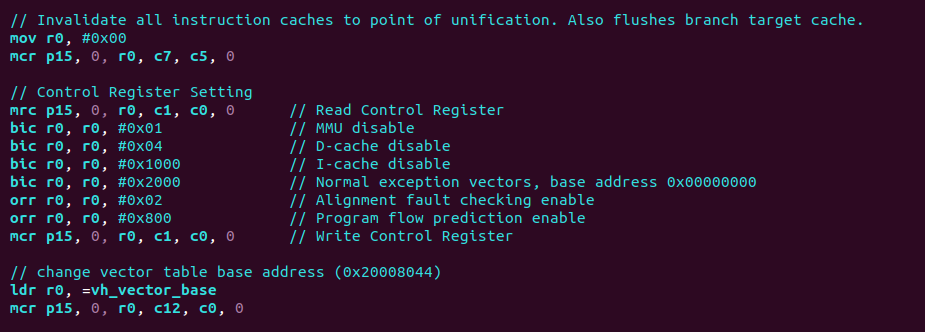 // Invalidate all instruction caches to point of unification. Also flushes branch target cache.
mov r0, #0x00
mcr p15, 0, r0, c7, c5, 0
// Control Register Setting
mrc p15, 0, r0, c1, c0, 0 // Read Control Register
bic r0, r0, #0x01 // MMU disable
bic r0, r0, #0x04 // D-cache disable
bic r0, r0, #0x1000 // I-cache disable
bic r0, r0, #0x2000 // Normal exception vectors, base address 0x00000000
orr r0, r0, #0x02 // Alignment fault checking enable
orr r0, r0, #0x800 // Program flow prediction enable
mcr p15, 0, r0, c1, c0, 0 // Write Control Register
// change vector table base address (0x20008044)
ldr r0, =vh_vector_base
mcr p15, 0, r0, c12, c0, 0